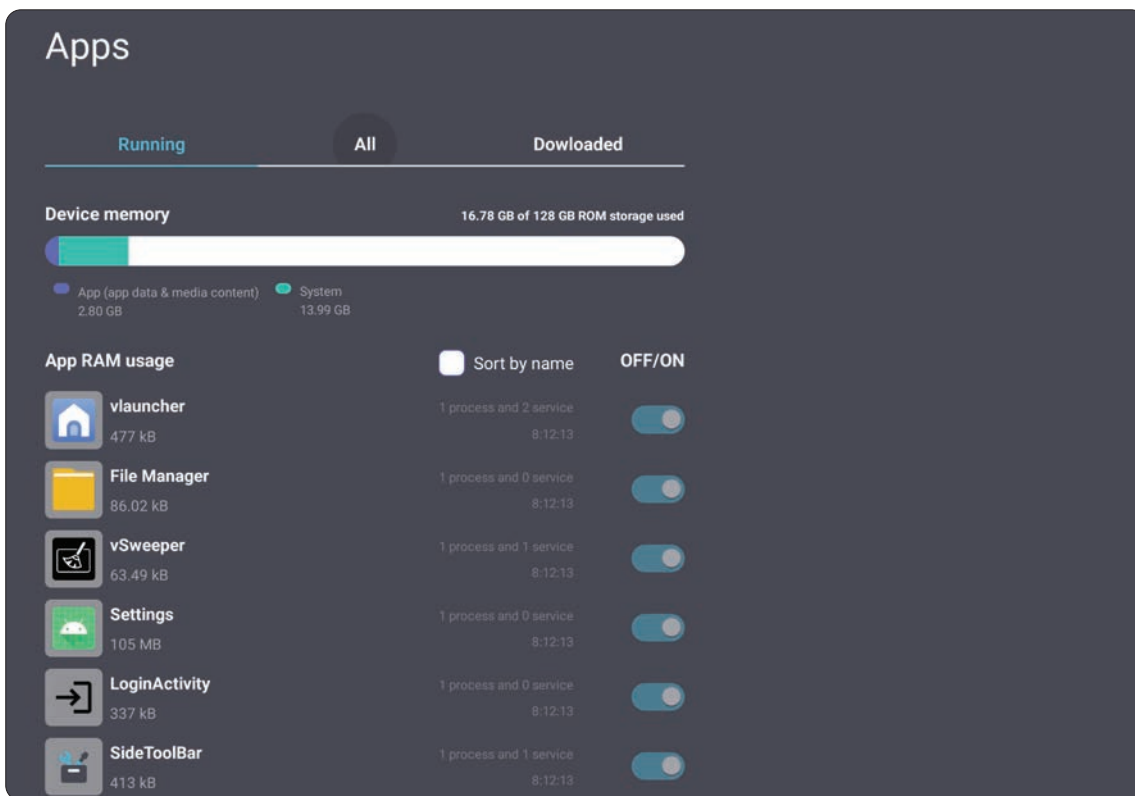 Apps
Running All Dowloaded
Device memory 16.78 GB of 128 GB ROM storage used
App (app data & media content) System
2.80 GB 13.99 GB
App RAM usage Sort by name OFF/ON
vlauncher 1 process and 2 service
477 kB 8:12:13
File Manager 1 process and 0 service
86.02 kB 8:12:13
vSweeper 1 process and 1 service
63.49 kB 8:12:13
Settings 1 process and 0 service
105 MB 8:12:13
LoginActivity 1 process and 0 service
337 kB 8:12:13
SideToolBar 1 process and 1 service
413 kB 8:12:13